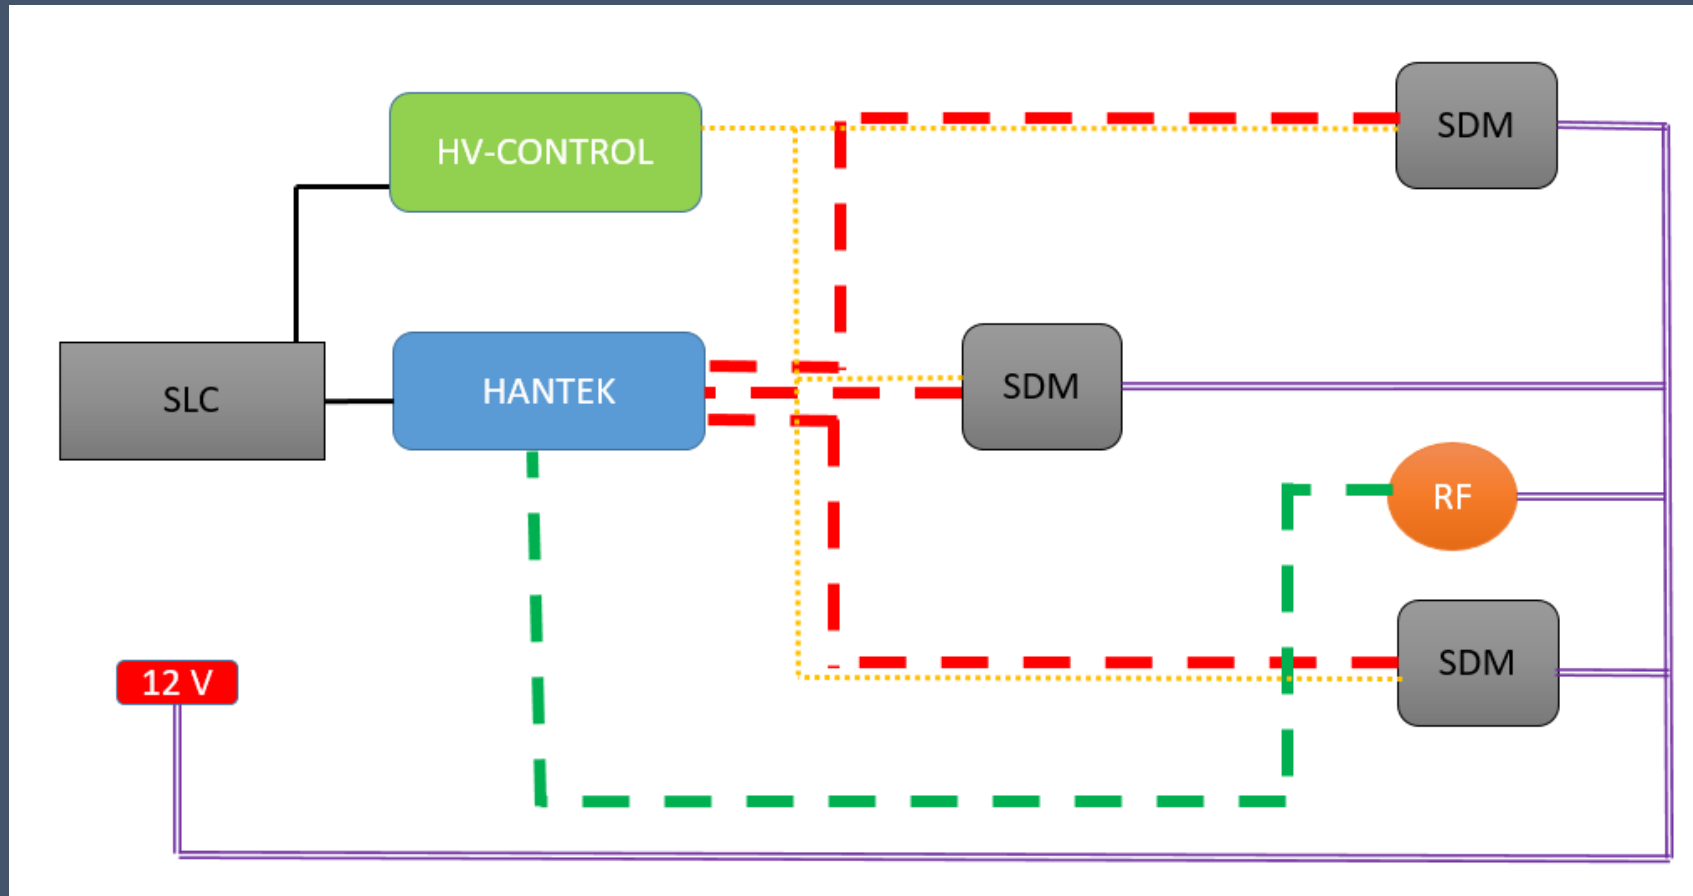 HV-CONTROL
SDM
SLC
HANTEK
SDM
RF
12 V
SDM